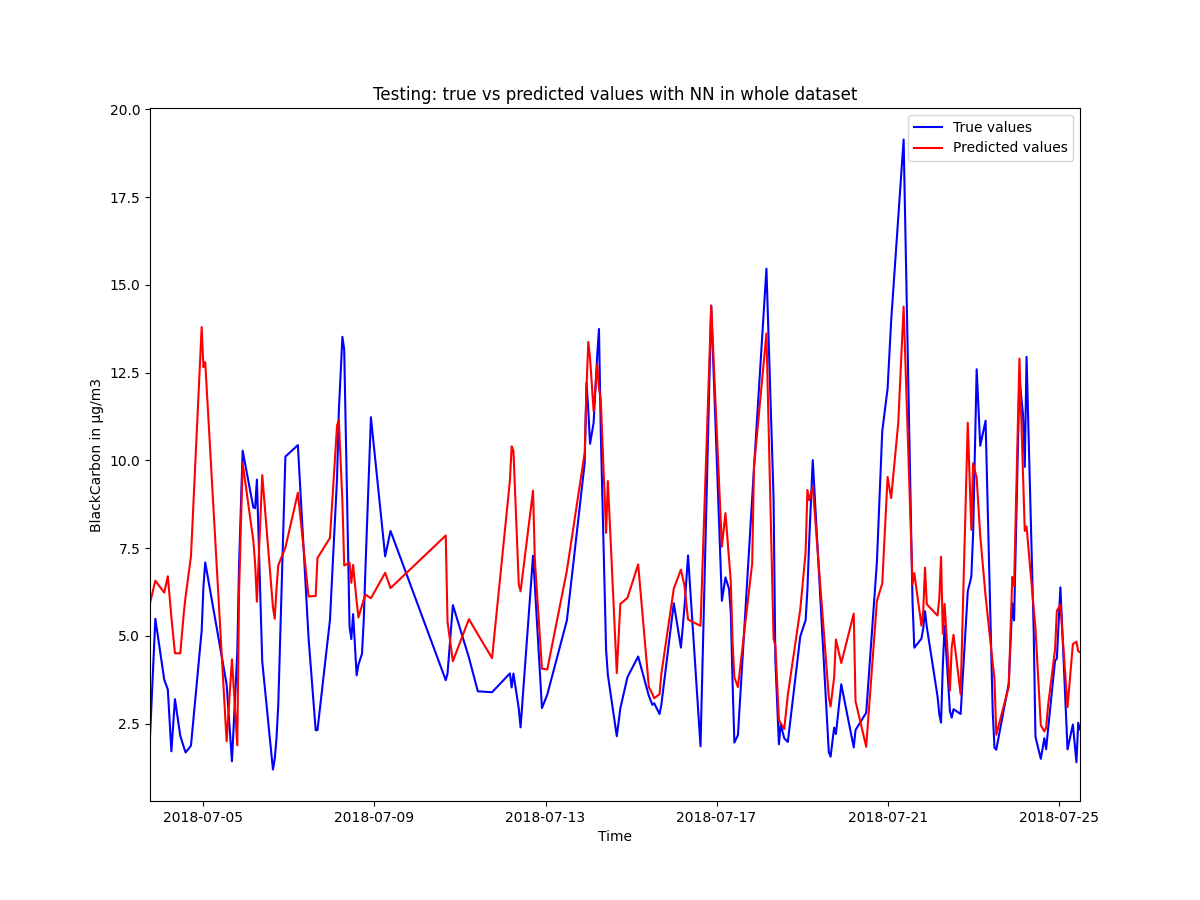 Testing: true vs predicted values with NN in whole dataset
True values
Predicted values
20.0
17.5
15.0
12.5
10.0
7.5
5.0
2.5
BlackCarbon in µg/m3
2018-07-05
2018-07-09
2018-07-13
2018-07-17
2018-07-21
2018-07-25
Time